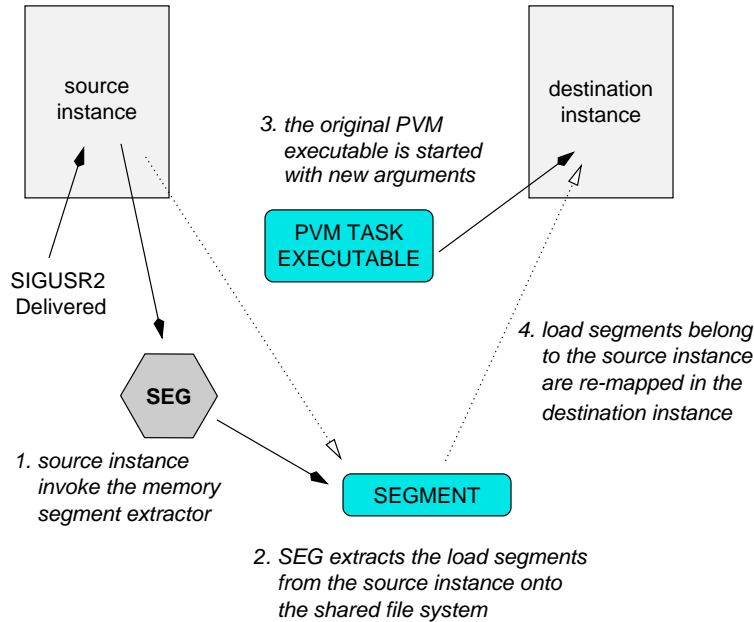 source
instance
destination
instance
3. the original PVM
executable is started
with new arguments
PVM TASK
EXECUTABLE
SIGUSR2
Delivered
4. load segments belong
to the source instance
are re-mapped in the
destination instance
SEG
1. source instance
invoke the memory
segment extractor
SEGMENT
2. SEG extracts the load segments
from the source instance onto
the shared file system